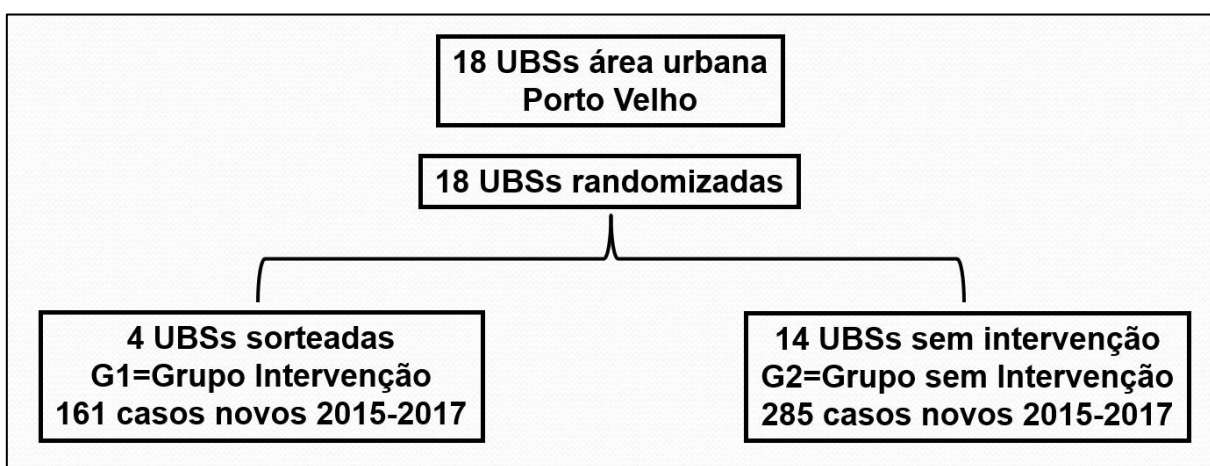 18 UBSs área urbana
Porto Velho
18 UBSs randomizadas
4 UBSs sorteadas
G1=Grupo Intervenção
161 casos novos 2015-2017
14 UBSs sem intervenção
G2=Grupo sem Intervenção
285 casos novos 2015-2017